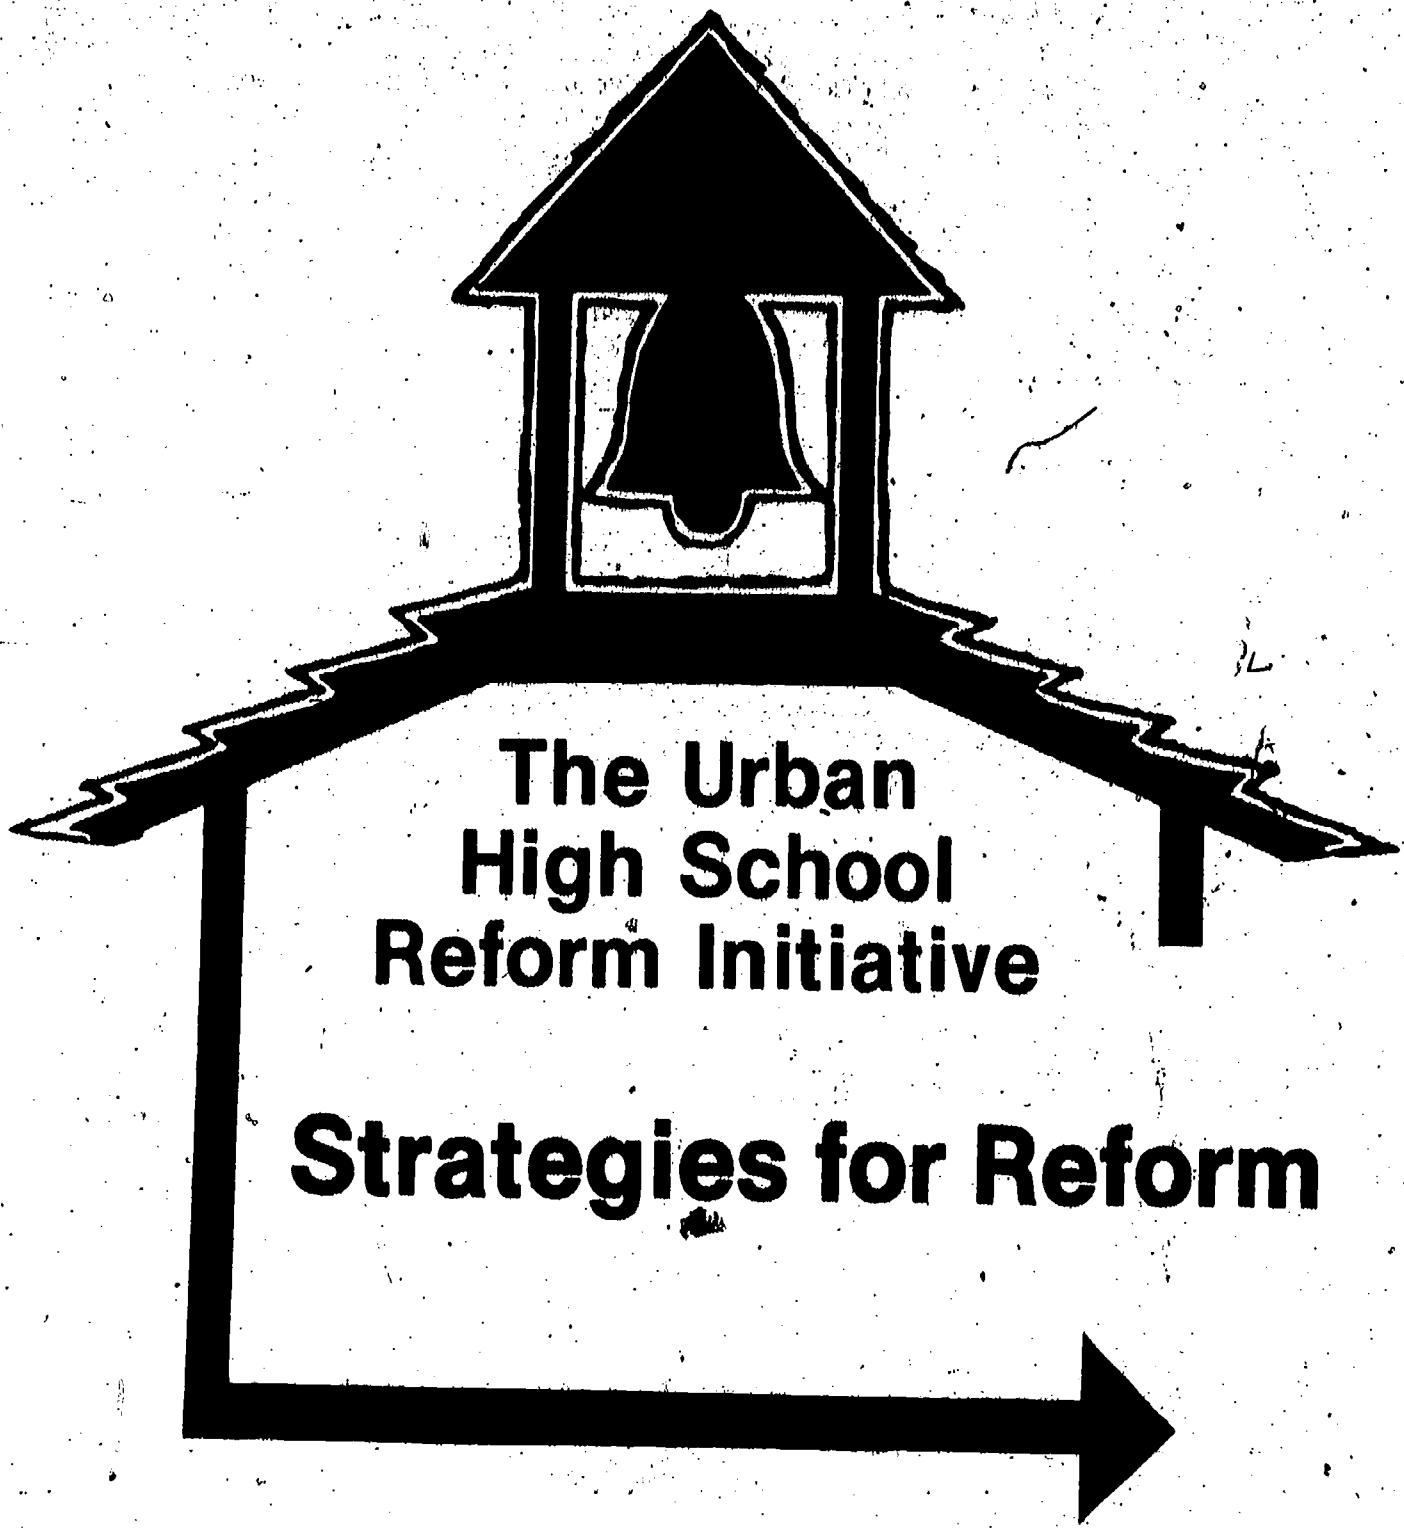 The Urban
High School
Reform Initiative
Strategies for Reform